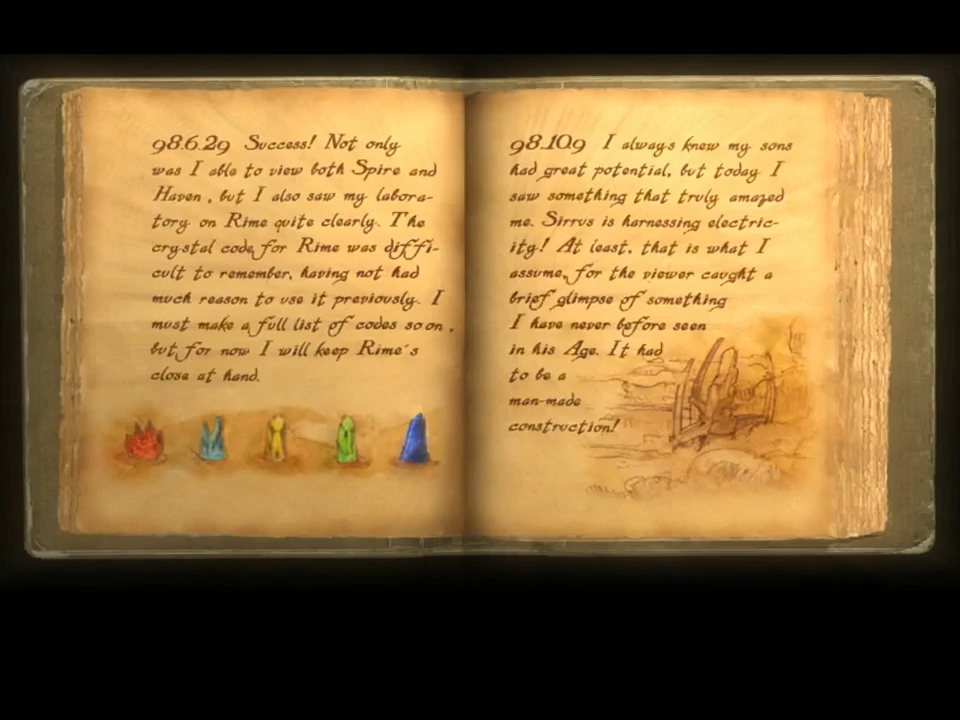 98.6.29 Success! Not only
was I able to view both Spire and
Haven, but I also saw my labora-
tory on Rime quite clearly. The
crystal code for Rime was diffi-
cult to remember, having not had
much reason to use it previously. I
must make a full list of codes soon,
but for now I will keep Rime's
close at hand.
98.10.9 I always knew my sons
had great potential, but today I
saw something that truly amazed
me. Sirrus is harnessing electric-
ity! At least, that is what I
assume, for the viewer caught a
brief glimpse of something
I have never before seen
in his Age. It had
to be a
man-made
construction!